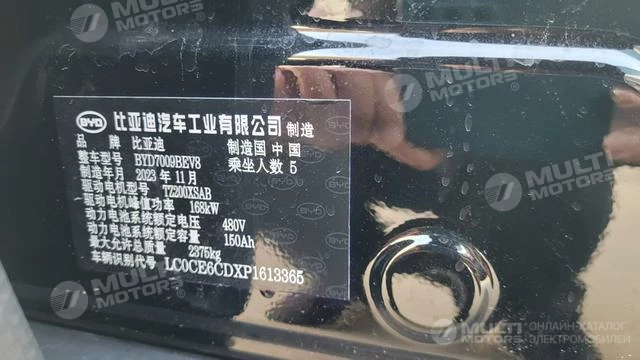 MULTI MOTORS®
MULTI MOTORS®
MULTI MOTORS®
BYD 比亚迪汽车工业有限公司 制造
品 牌 比亚迪 制造国 中 国
整车型号 BYD7009BEV8 乘坐人数 5
制造年月 2023 年 11 月
驱动电机型号 TZ200XSAB
驱动电机峰值功率 168kW
动力电池系统额定电压 480V
动力电池系统额定容量 150Ah
最大允许总质量 2375kg
车辆识别代号 LC0CE6CDXP1613365
MULTI MOTORS®
MULTI MOTORS® ОНЛАЙН-КАТАЛОГ ЭЛЕКТРОМОБИЛЕЙ